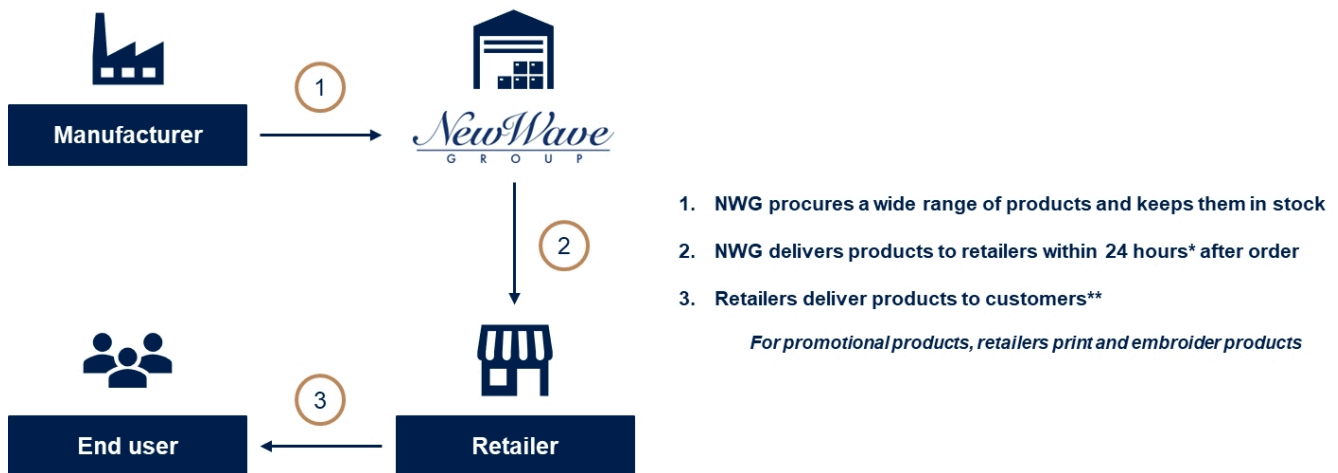 1
Manufacturer
NewWave
GROUP
2
3
End user
Retailer
1. NWG procures a wide range of products and keeps them in stock
2. NWG delivers products to retailers within 24 hours* after order
3. Retailers deliver products to customers**
For promotional products, retailers print and embroider products